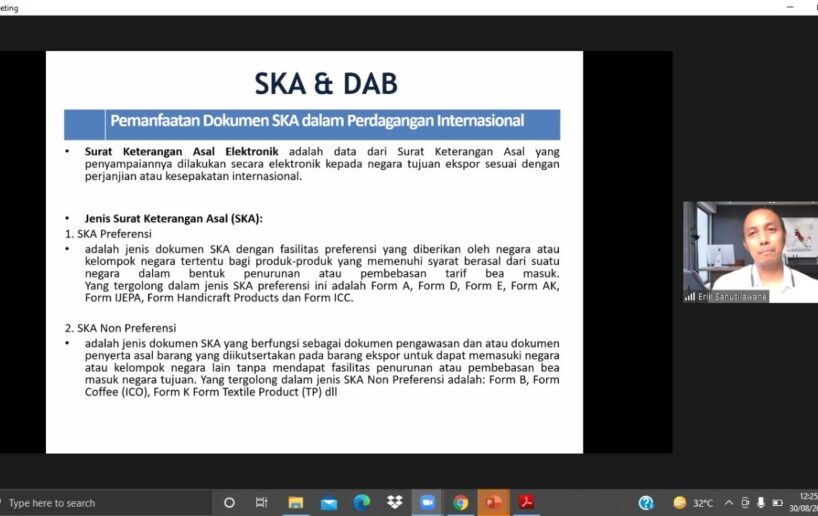 eting
SKA & DAB
Pemanfaatan Dokumen SKA dalam Perdagangan Internasional
• Surat Keterangan Asal Elektronik adalah data dari Surat Keterangan Asal yang
penyampaiannya dilakukan secara elektronik kepada negara tujuan ekspor sesuai dengan
perjanjian atau kesepakatan internasional.
• Jenis Surat Keterangan Asal (SKA):
1. SKA Preferensi
• adalah jenis dokumen SKA dengan fasilitas preferensi yang diberikan oleh negara atau
kelompok negara tertentu bagi produk-produk yang memenuhi syarat berasal dari suatu
negara dalam bentuk penurunan atau pembebasan tarif bea masuk.
Yang tergolong dalam jenis SKA preferensi ini adalah Form A, Form D, Form E, Form AK,
Form IJEPA, Form Handicraft Products dan Form ICC.
2. SKA Non Preferensi
• adalah jenis dokumen SKA yang berfungsi sebagai dokumen pengawasan dan atau dokumen
penyerta asal barang yang diikutsertakan pada barang ekspor untuk dapat memasuki negara
atau kelompok negara lain tanpa mendapat fasilitas penurunan atau pembebasan bea
masuk negara tujuan. Yang tergolong dalam jenis SKA Non Preferensi adalah: Form B, Form
Coffee (ICO), Form K Form Textile Product (TP) dll
Erik Sahusilawane
Type here to search
32°C
12:25
30/08/20